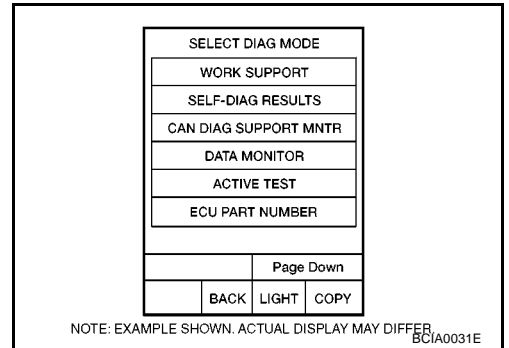 SELECT DIAG MODE
WORK SUPPORT
SELF-DIAG RESULTS
CAN DIAG SUPPORT MNTR
DATA MONITOR
ACTIVE TEST
ECU PART NUMBER
Page Down
BACK LIGHT COPY
NOTE: EXAMPLE SHOWN. ACTUAL DISPLAY MAY DIFFER.
BCIA0031E